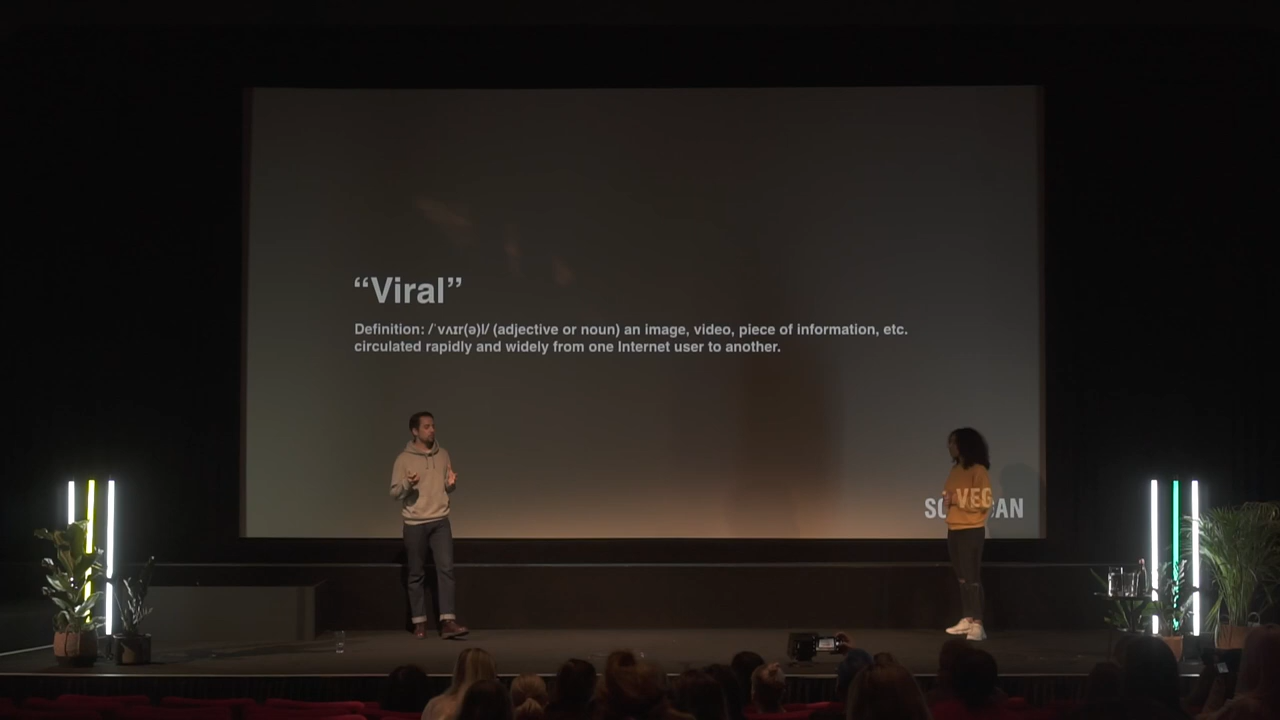 “Viral”
Definition: /ˈvʌɪr(ə)l/ (adjective or noun) an image, video, piece of information, etc.
circulated rapidly and widely from one Internet user to another.